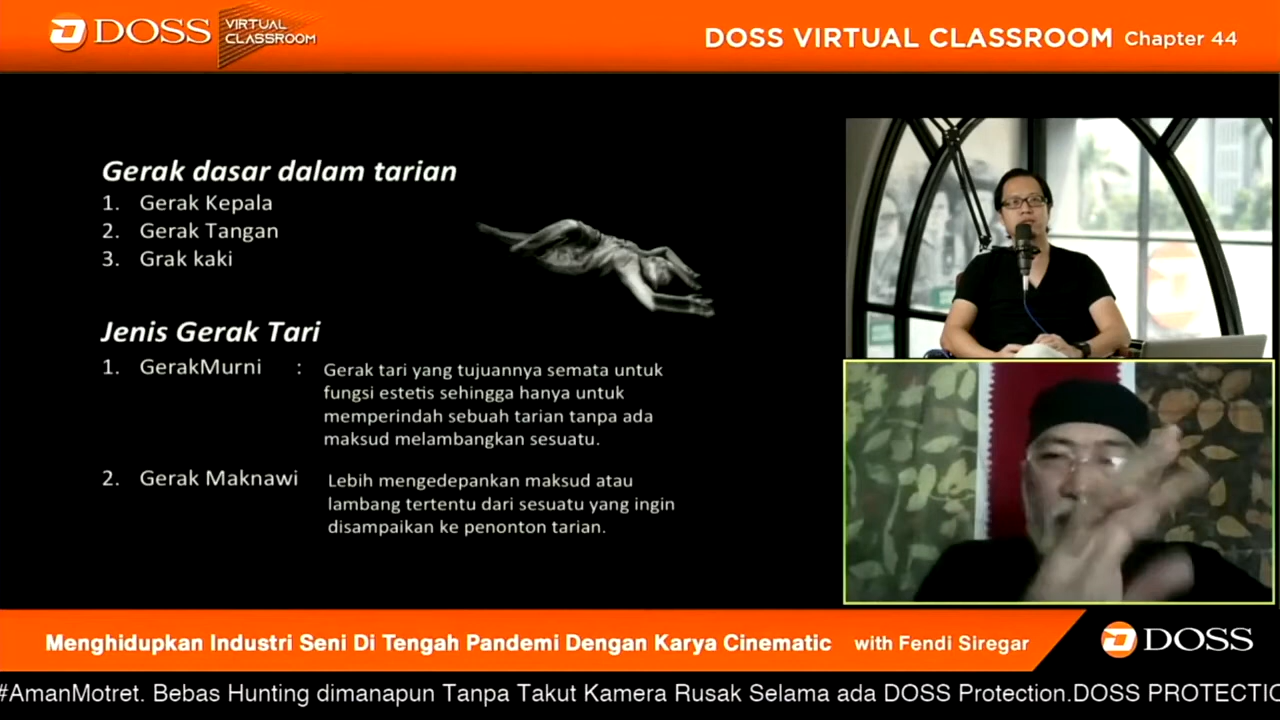 DOSS VIRTUAL CLASSROOM
DOSS VIRTUAL CLASSROOM Chapter 44
Gerak dasar dalam tarian
1. Gerak Kepala
2. Gerak Tangan
3. Grak kaki
Jenis Gerak Tari
1. GerakMurni : Gerak tari yang tujuannya semata untuk
fungsi estetis sehingga hanya untuk
memperindah sebuah tarian tanpa ada
maksud melambangkan sesuatu.
2. Gerak Maknawi Lebih mengedepankan maksud atau
lambang tertentu dari sesuatu yang ingin
disampaikan ke penonton tarian.
Menghidupkan Industri Seni Di Tengah Pandemi Dengan Karya Cinematic with Fendi Siregar
DOSS
#AmanMotret. Bebas Hunting dimanapun Tanpa Takut Kamera Rusak Selama ada DOSS Protection.DOSS PROTECTIO